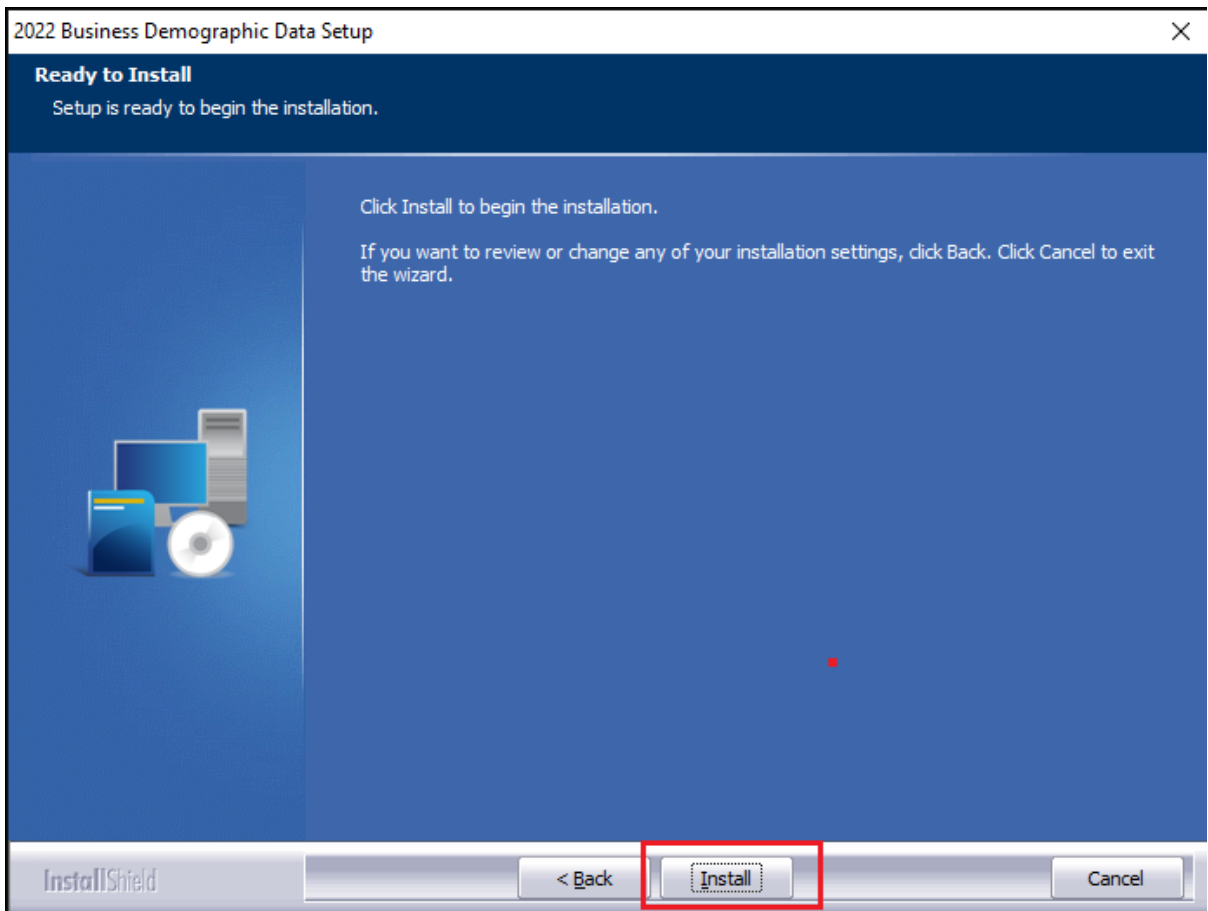 2022 Business Demographic Data Setup
Ready to Install
Setup is ready to begin the installation.
Click Install to begin the installation.
If you want to review or change any of your installation settings, click Back. Click Cancel to exit
the wizard.
InstallShield
< Back
Install
Cancel